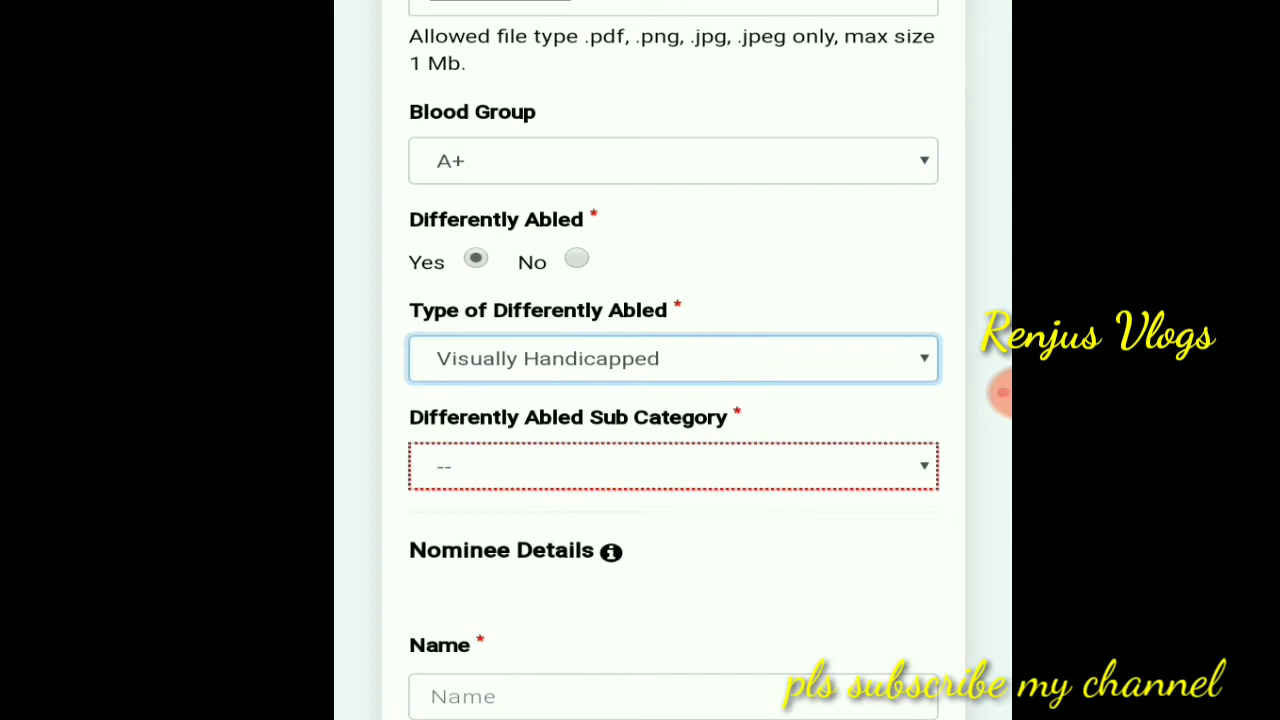 Allowed file type .pdf, .png, .jpg, .jpeg only, max size
1 Mb.
Blood Group
A+
Differently Abled *
Yes No
Type of Differently Abled *
Visually Handicapped
Renjus Vlogs
Differently Abled Sub Category *
--
Nominee Details
Name *
Name
pls subscribe my channel